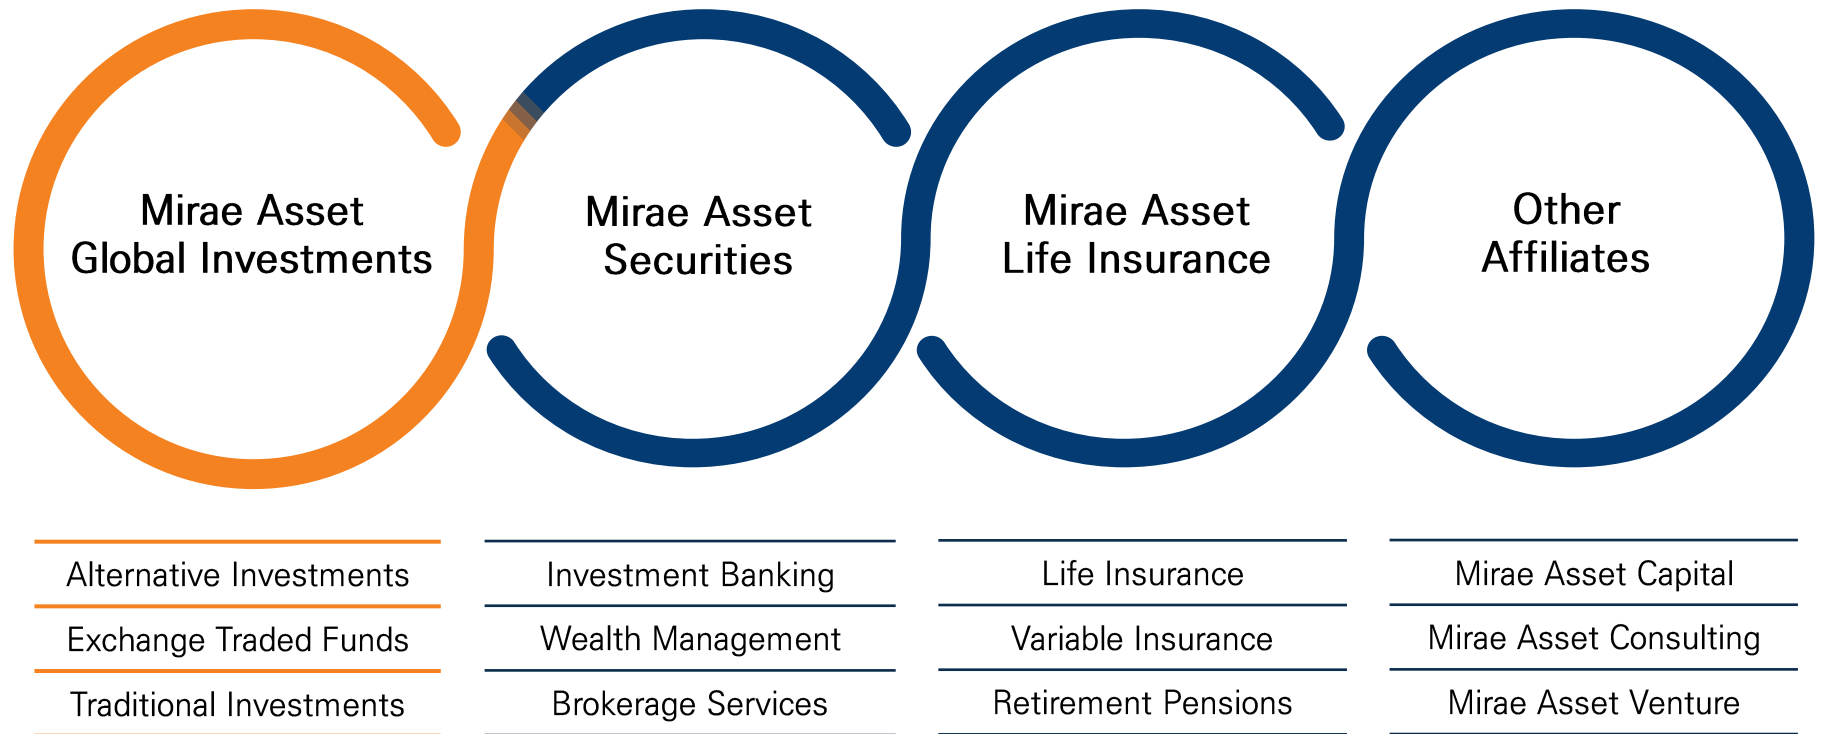 Mirae Asset
Global Investments
Mirae Asset
Securities
Mirae Asset
Life Insurance
Other
Affiliates
Alternative Investments
Exchange Traded Funds
Traditional Investments
Investment Banking
Wealth Management
Brokerage Services
Life Insurance
Variable Insurance
Retirement Pensions
Mirae Asset Capital
Mirae Asset Consulting
Mirae Asset Venture